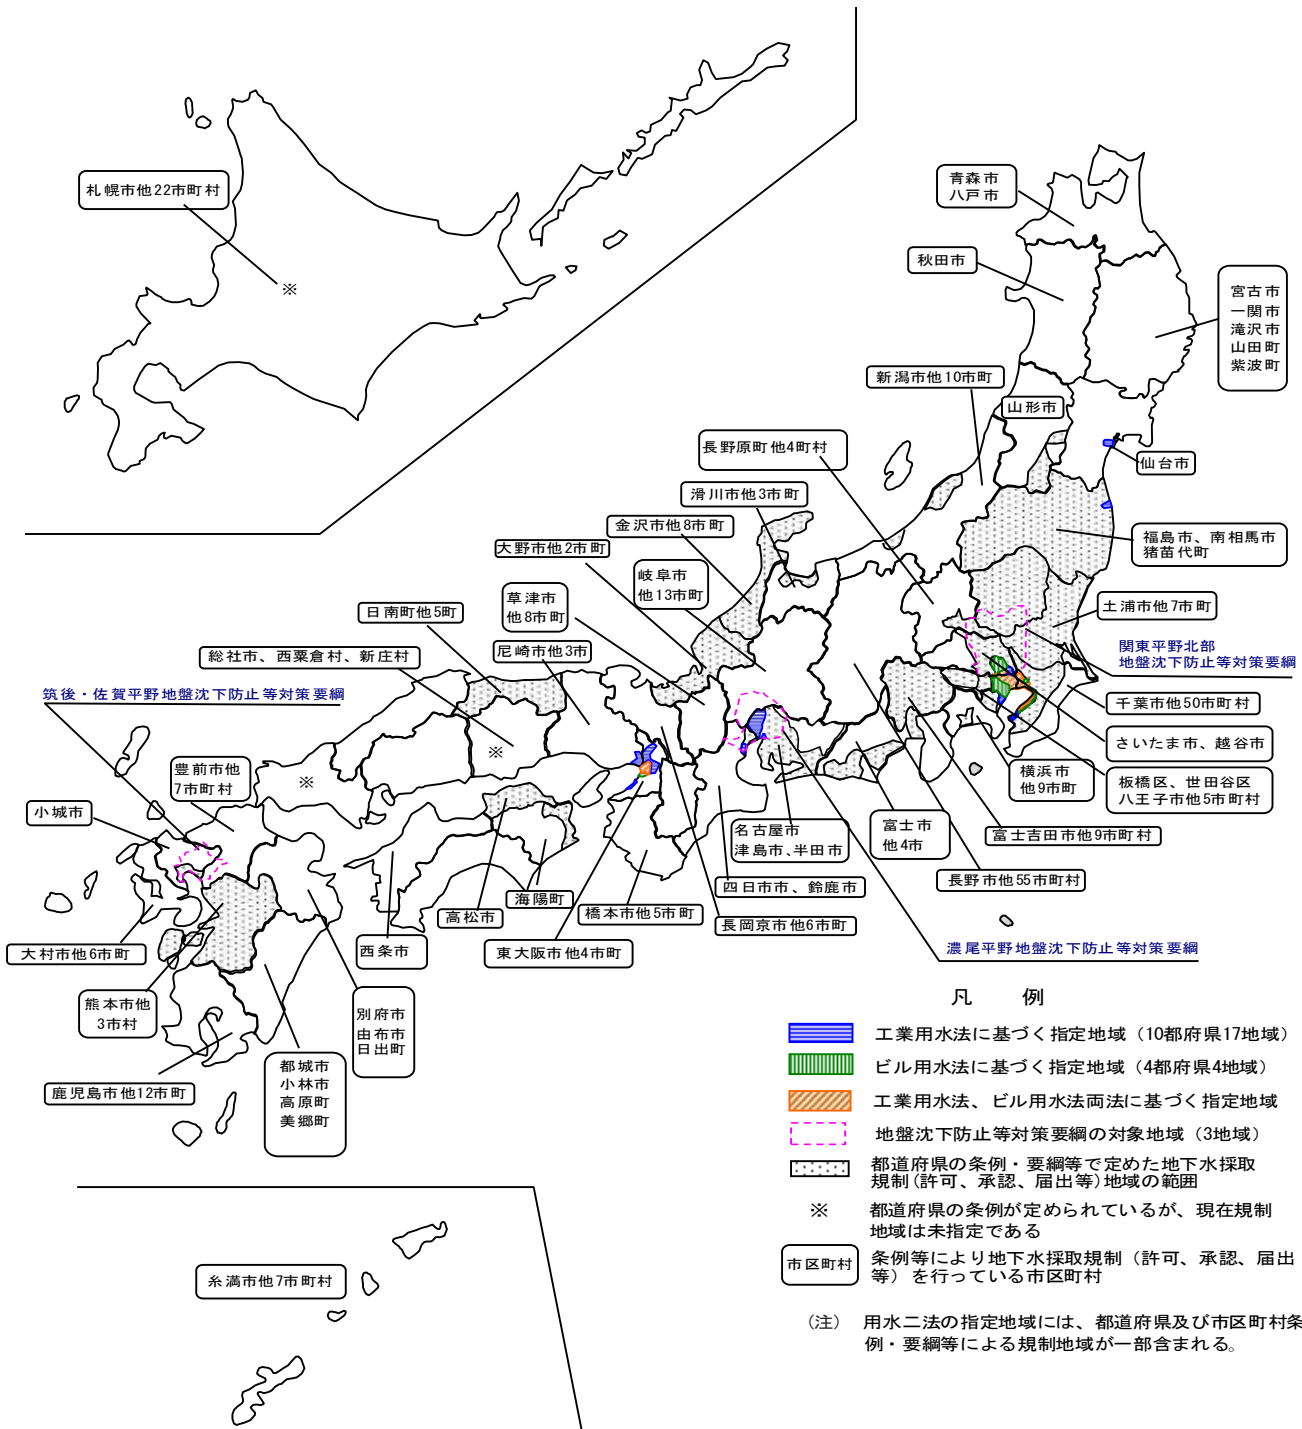 札幌市他22市町村
※
青森市
八戸市
秋田市
宮古市
一関市
滝沢市
山田町
紫波町
新潟市他10市町
山形市
仙台市
長野原町他4町村
滑川市他3市町
金沢市他8市町
大野市他2市町
岐阜市
他13市町
草津市
他8市町
尼崎市他3市
日南町他5町
総社市、西粟倉村、新庄村
筑後・佐賀平野地盤沈下防止等対策要綱
福島市、南相馬市
猪苗代町
土浦市他7市町
関東平野北部
地盤沈下防止等対策要綱
千葉市他50市町村
さいたま市、越谷市
板橋区、世田谷区
八王子市他5市町村
横浜市
他9市町
富士吉田市他9市町村
富士市
他4市
長野市他55市町村
名古屋市
津島市、半田市
四日市市、鈴鹿市
長岡京市他6市町
濃尾平野地盤沈下防止等対策要綱
橋本市他5市町
東大阪市他4市町
海陽町
高松市
西条市
※
※
豊前市他
7市町村
小城市
大村市他6市町
熊本市他
3市村
別府市
由布市
日出町
都城市
小林市
高原町
美郷町
鹿児島市他12市町
糸満市他7市町村
凡 例
工業用水法に基づく指定地域（10都府県17地域）
ビル用水法に基づく指定地域（4都府県4地域）
工業用水法、ビル用水法両法に基づく指定地域
地盤沈下防止等対策要綱の対象地域（3地域）
都道府県の条例・要綱等で定めた地下水採取
規制（許可、承認、届出等）地域の範囲
※ 都道府県の条例が定められているが、現在規制
地域は未指定である
市区町村 条例等により地下水採取規制（許可、承認、届出
等）を行っている市区町村
（注） 用水二法の指定地域には、都道府県及び市区町村条
例・要綱等による規制地域が一部含まれる。